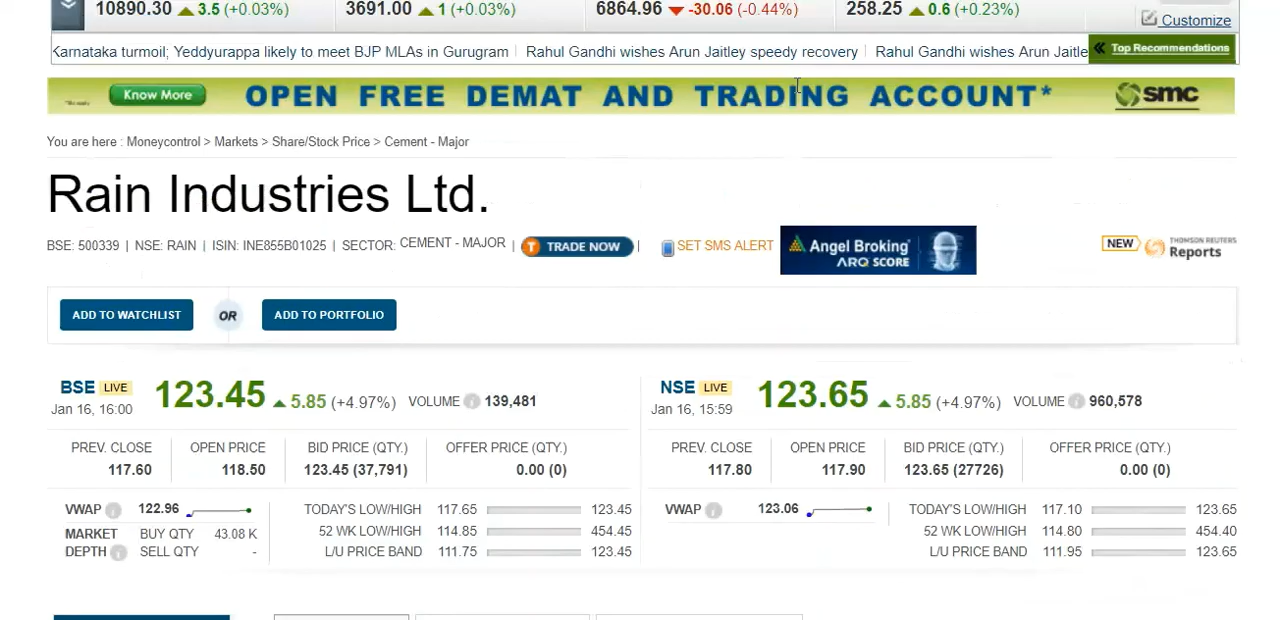 10890.30 3.5 (+0.03%) 3691.00 1 (+0.03%) 6864.96 -30.06 (-0.44%) 258.25 0.6 (+0.23%)
Customize
Karnataka turmoil; Yeddyurappa likely to meet BJP MLAs in Gurugram | Rahul Gandhi wishes Arun Jaitley speedy recovery | Rahul Gandhi wishes Arun Jaitle
Top Recommendations
Know More OPEN FREE DEMAT AND TRADING ACCOUNT* smc
You are here : Moneycontrol > Markets > Share/Stock Price > Cement - Major
Rain Industries Ltd.
BSE: 500339 | NSE: RAIN | ISIN: INE855B01025 | SECTOR: CEMENT - MAJOR | T TRADE NOW | SET SMS ALERT
Angel Broking
ARQ SCORE
NEW THOMSON REUTERS
Reports
ADD TO WATCHLIST OR ADD TO PORTFOLIO
BSE LIVE 123.45 5.85 (+4.97%) VOLUME 139,481
Jan 16, 16:00
PREV. CLOSE OPEN PRICE BID PRICE (QTY.) OFFER PRICE (QTY.)
117.60 118.50 123.45 (37,791) 0.00 (0)
VWAP 122.96
MARKET DEPTH
BUY QTY 43.08 K
SELL QTY -
TODAY'S LOW/HIGH 117.65 123.45
52 WK LOW/HIGH 114.85 454.45
L/U PRICE BAND 111.75 123.45
NSE LIVE 123.65 5.85 (+4.97%) VOLUME 960,578
Jan 16, 15:59
PREV. CLOSE OPEN PRICE BID PRICE (QTY.) OFFER PRICE (QTY.)
117.80 117.90 123.65 (27726) 0.00 (0)
VWAP 123.06
TODAY'S LOW/HIGH 117.10 123.65
52 WK LOW/HIGH 114.80 454.40
L/U PRICE BAND 111.95 123.65